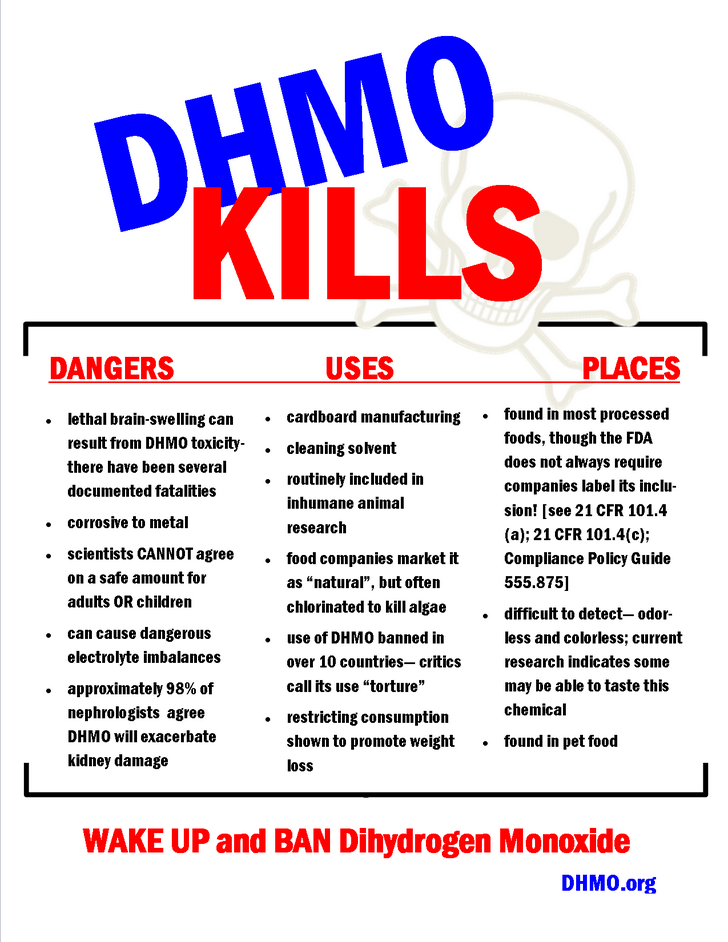 DHMO
KILLS
DANGERS
lethal brain-swelling can
result from DHMO toxicity-
there have been several
documented fatalities
corrosive to metal
scientists CANNOT agree
on a safe amount for
adults OR children
can cause dangerous
electrolyte imbalances
approximately 98% of
nephrologists agree
DHMO will exacerbate
kidney damage
USES
cardboard manufacturing
cleaning solvent
routinely included in
inhumane animal
research
food companies market it
as “natural”, but often
chlorinated to kill algae
use of DHMO banned in
over 10 countries— critics
call its use “torture”
restricting consumption
shown to promote weight
loss
PLACES
found in most processed
foods, though the FDA
does not always require
companies label its inclu-
sion! [see 21 CFR 101.4
(a); 21 CFR 101.4(c);
Compliance Policy Guide
555.875]
difficult to detect— odor-
less and colorless; current
research indicates some
may be able to taste this
chemical
found in pet food
WAKE UP and BAN Dihydrogen Monoxide
DHMO.org